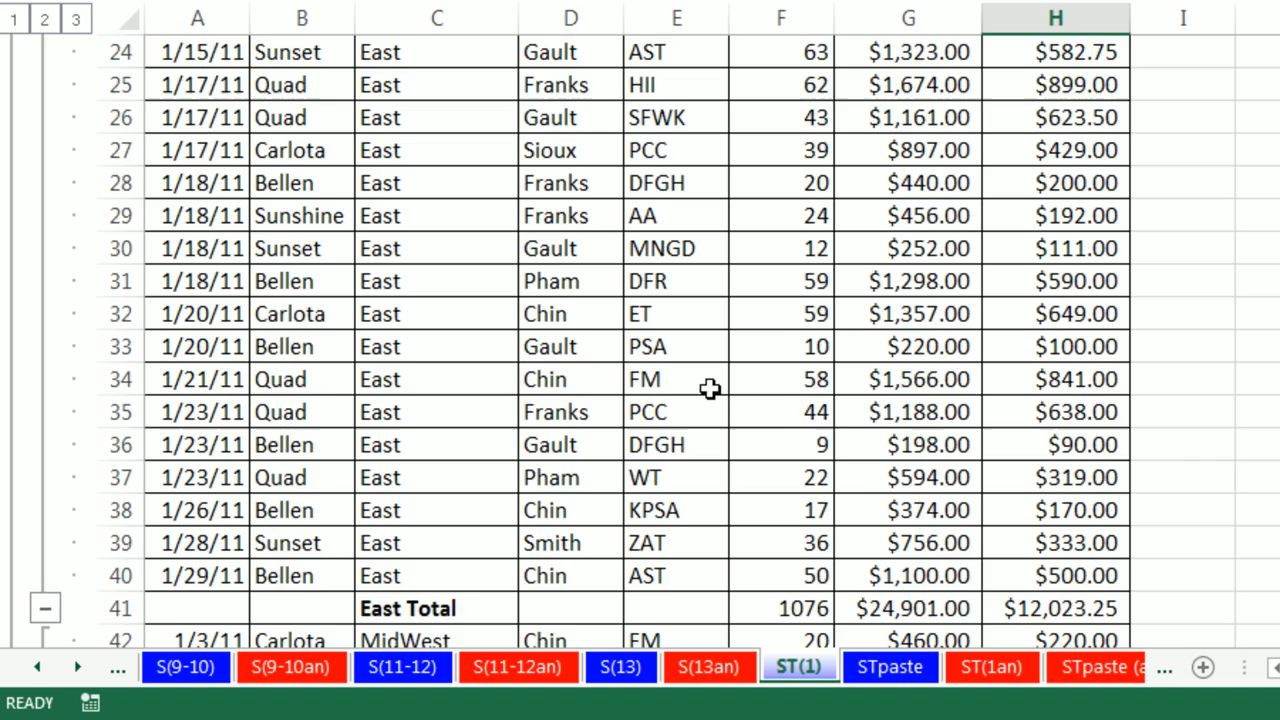 1 2 3 A B C D E F G H I
24 1/15/11 Sunset East Gault AST 63 $1,323.00 $582.75
25 1/17/11 Quad East Franks HII 62 $1,674.00 $899.00
26 1/17/11 Quad East Gault SFWK 43 $1,161.00 $623.50
27 1/17/11 Carlota East Sioux PCC 39 $897.00 $429.00
28 1/18/11 Bellen East Franks DFGH 20 $440.00 $200.00
29 1/18/11 Sunshine East Franks AA 24 $456.00 $192.00
30 1/18/11 Sunset East Gault MNGD 12 $252.00 $111.00
31 1/18/11 Bellen East Pham DFR 59 $1,298.00 $590.00
32 1/20/11 Carlota East Chin ET 59 $1,357.00 $649.00
33 1/20/11 Bellen East Gault PSA 10 $220.00 $100.00
34 1/21/11 Quad East Chin FM 58 $1,566.00 $841.00
35 1/23/11 Quad East Franks PCC 44 $1,188.00 $638.00
36 1/23/11 Bellen East Gault DFGH 9 $198.00 $90.00
37 1/23/11 Quad East Pham WT 22 $594.00 $319.00
38 1/26/11 Bellen East Chin KPSA 17 $374.00 $170.00
39 1/28/11 Sunset East Smith ZAT 36 $756.00 $333.00
40 1/29/11 Bellen East Chin AST 50 $1,100.00 $500.00
41 East Total 1076 $24,901.00 $12,023.25
42 1/3/11 Carlota MidWest Chin FM 20 $460.00 $220.00
... S(9-10) S(9-10an) S(11-12) S(11-12an) S(13) S(13an) ST(1) STpaste ST(1an) STpaste (a ...
READY